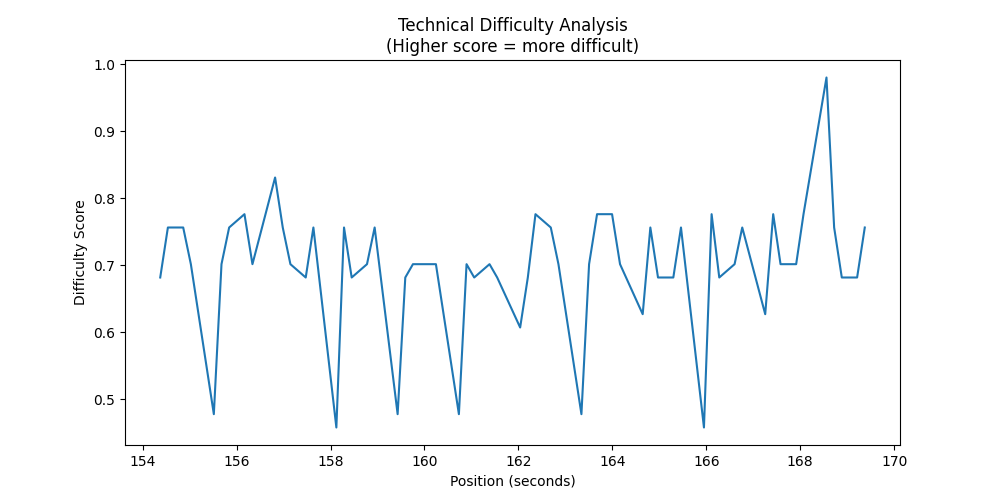 Technical Difficulty Analysis
(Higher score = more difficult)
1.0
0.9
0.8
0.7
0.6
0.5
Difficulty Score
154 156 158 160 162 164 166 168 170
Position (seconds)